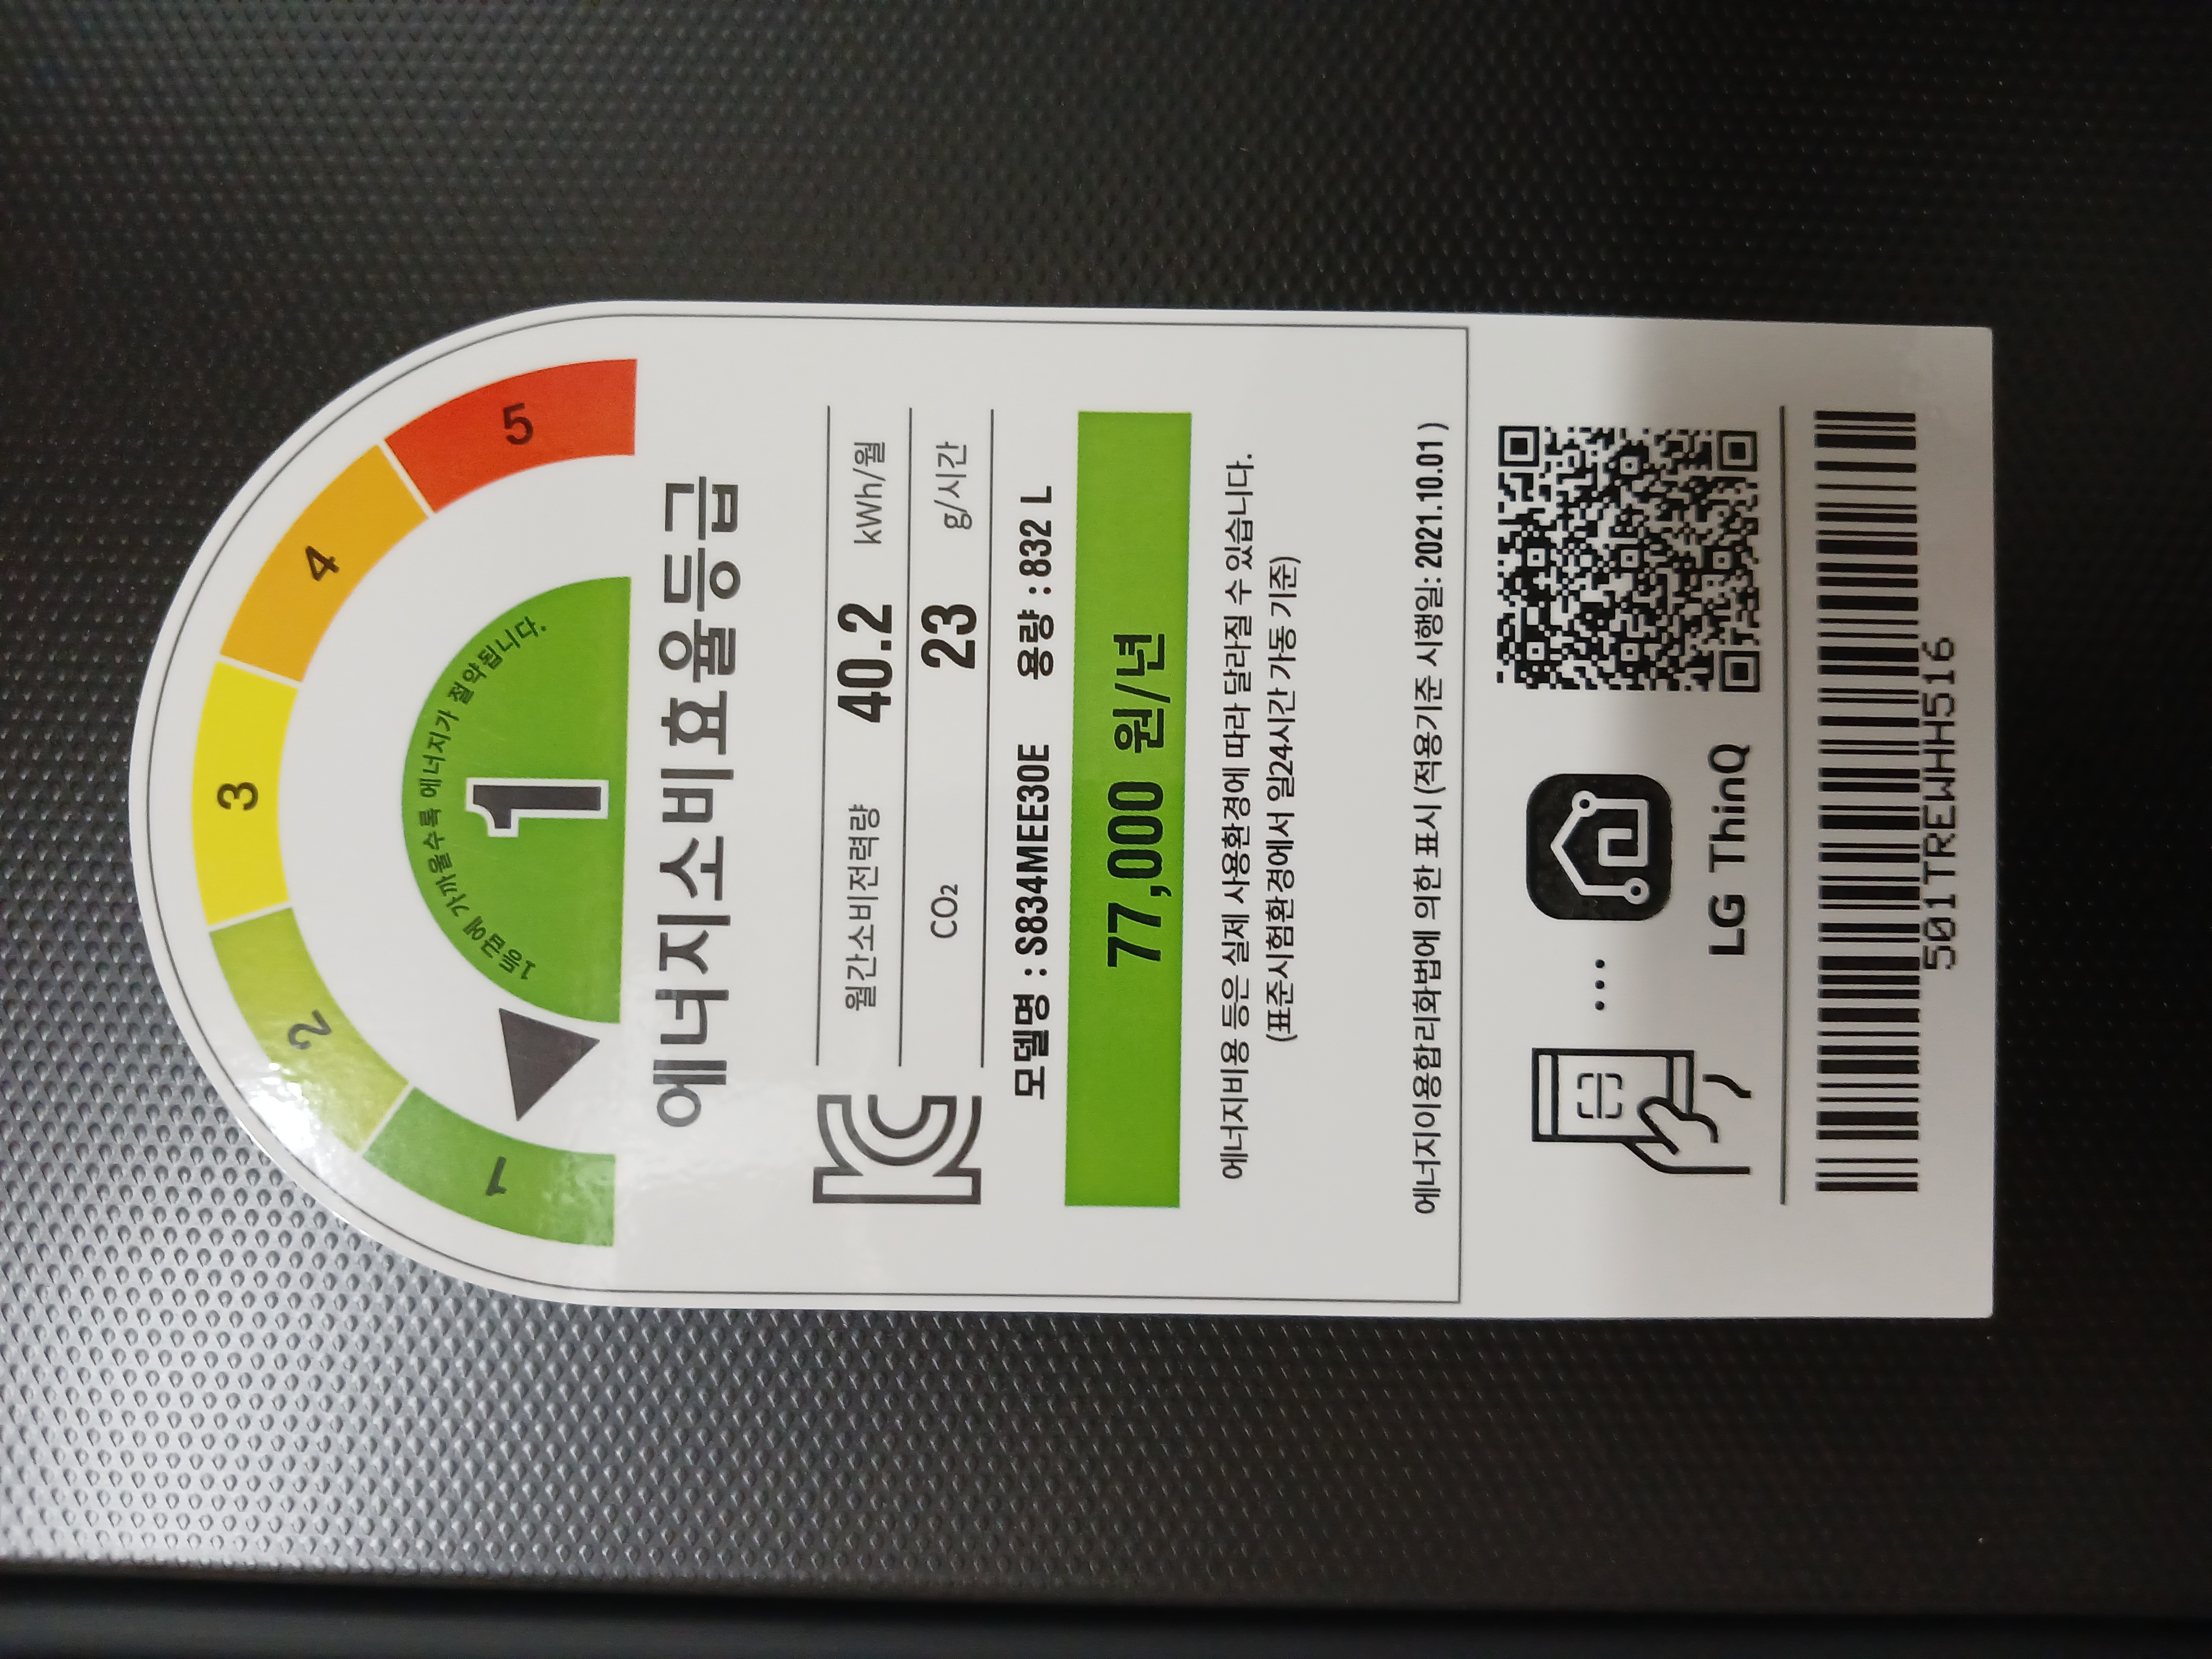 1 2 3 4 5
1등급에 가까울수록 에너지가 절약됩니다.
1
에너지소비효율등급
월간소비전력량 40.2 kWh/월
CO₂ 23 g/시간
모델명 : S834MEE30E 용량 : 832 L
77,000 원/년
에너지비용 등은 실제 사용환경에 따라 달라질 수 있습니다.
(표준시험환경에서 일24시간 가동 기준)
에너지이용합리화법에 의한 표시 (적용기준 시행일: 2021.10.01 )
LG ThinQ
501TREWHH516